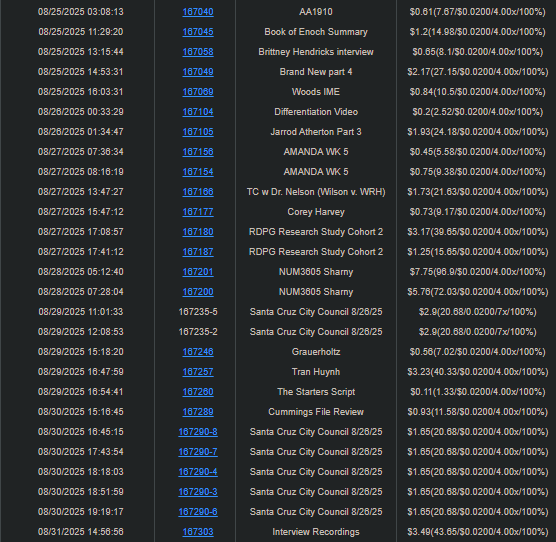 08/25/2025 03:08:13 167040 AA1910 $0.61(7.67/$0.0200/4.00x/100%)
08/25/2025 11:29:20 167045 Book of Enoch Summary $1.2(14.98/$0.0200/4.00x/100%)
08/25/2025 13:15:44 167058 Brittney Hendricks interview $0.65(8.1/$0.0200/4.00x/100%)
08/25/2025 14:53:31 167049 Brand New part 4 $2.17(27.15/$0.0200/4.00x/100%)
08/25/2025 16:03:31 167069 Woods IME $0.84(10.5/$0.0200/4.00x/100%)
08/26/2025 00:33:29 167104 Differentiation Video $0.2(2.52/$0.0200/4.00x/100%)
08/26/2025 01:34:47 167105 Jarrod Atherton Part 3 $1.93(24.18/$0.0200/4.00x/100%)
08/27/2025 07:36:34 167156 AMANDA WK 5 $0.45(5.58/$0.0200/4.00x/100%)
08/27/2025 08:16:19 167154 AMANDA WK 5 $0.75(9.38/$0.0200/4.00x/100%)
08/27/2025 13:47:27 167166 TC w Dr. Nelson (Wilson v. WRH) $1.73(21.63/$0.0200/4.00x/100%)
08/27/2025 15:47:12 167177 Corey Harvey $0.73(9.17/$0.0200/4.00x/100%)
08/27/2025 17:08:57 167180 RDPG Research Study Cohort 2 $3.17(39.65/$0.0200/4.00x/100%)
08/27/2025 17:41:12 167187 RDPG Research Study Cohort 2 $1.25(15.65/$0.0200/4.00x/100%)
08/28/2025 05:12:40 167201 NUM3605 Sharny $7.75(96.9/$0.0200/4.00x/100%)
08/28/2025 07:28:04 167200 NUM3605 Sharny $5.76(72.03/$0.0200/4.00x/100%)
08/29/2025 11:01:33 167235-5 Santa Cruz City Council 8/26/25 $2.9(20.68/0.0200/7x/100%)
08/29/2025 12:08:53 167235-2 Santa Cruz City Council 8/26/25 $2.9(20.68/0.0200/7x/100%)
08/29/2025 15:18:20 167246 Grauerholtz $0.56(7.02/$0.0200/4.00x/100%)
08/29/2025 16:47:59 167257 Tran Huynh $3.23(40.33/$0.0200/4.00x/100%)
08/29/2025 16:54:41 167260 The Starters Script $0.11(1.33/$0.0200/4.00x/100%)
08/30/2025 15:16:45 167289 Cummings File Review $0.93(11.58/$0.0200/4.00x/100%)
08/30/2025 16:45:15 167290-8 Santa Cruz City Council 8/26/25 $1.65(20.68/$0.0200/4.00x/100%)
08/30/2025 17:43:54 167290-7 Santa Cruz City Council 8/26/25 $1.65(20.68/$0.0200/4.00x/100%)
08/30/2025 18:18:03 167290-4 Santa Cruz City Council 8/26/25 $1.65(20.68/$0.0200/4.00x/100%)
08/30/2025 18:51:59 167290-3 Santa Cruz City Council 8/26/25 $1.65(20.68/$0.0200/4.00x/100%)
08/30/2025 19:19:17 167290-6 Santa Cruz City Council 8/26/25 $1.65(20.68/$0.0200/4.00x/100%)
08/31/2025 14:56:56 167303 Interview Recordings $3.49(43.65/$0.0200/4.00x/100%)